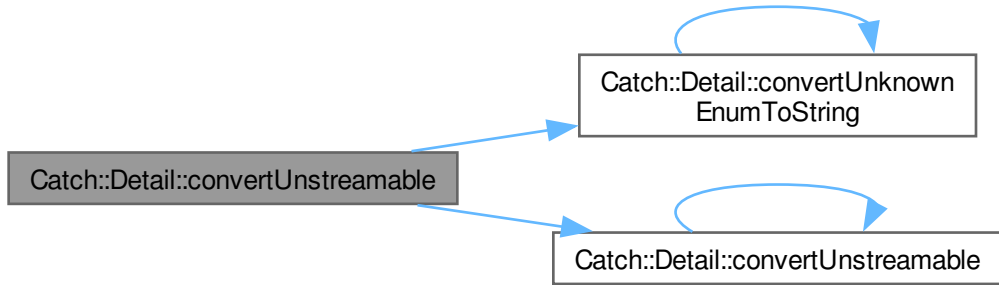 Catch::Detail::convertUnknown
EnumToString
Catch::Detail::convertUnstreamable
Catch::Detail::convertUnstreamable